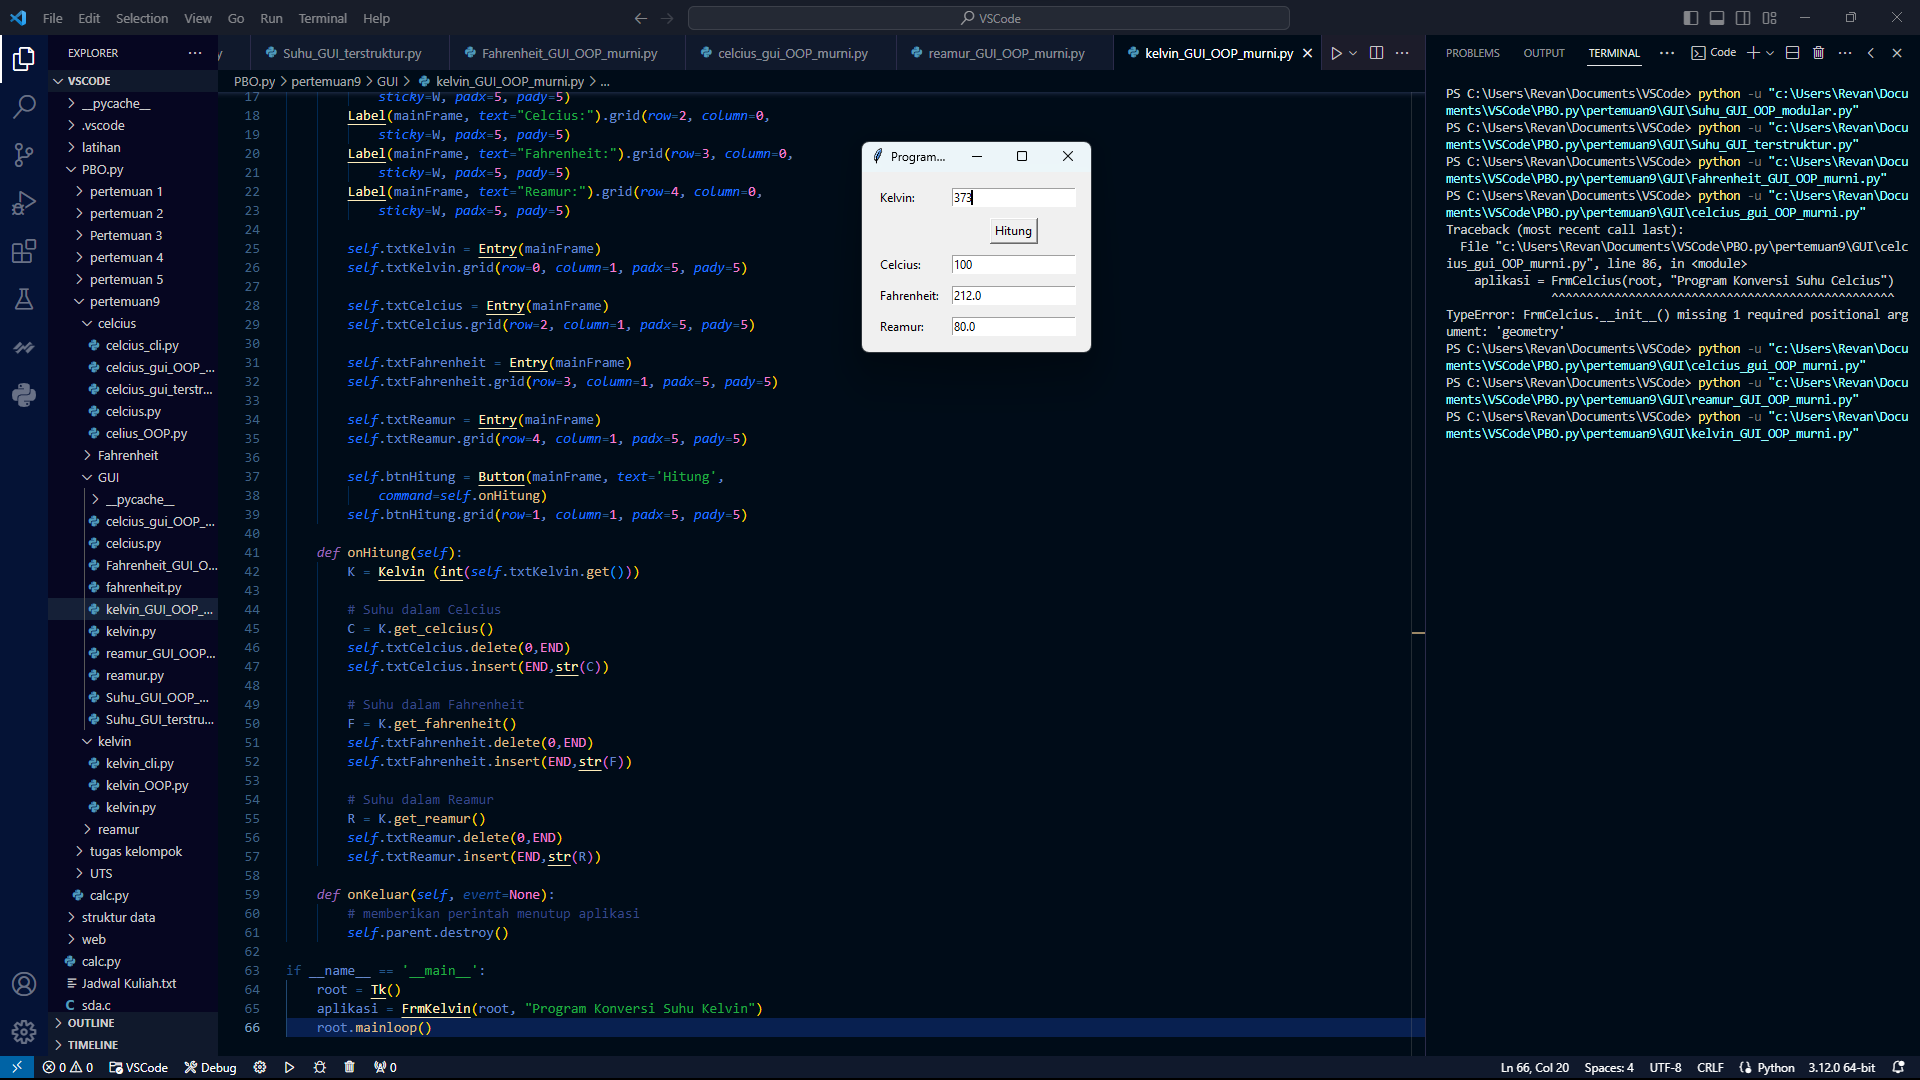 File Edit Selection View Go Run Terminal Help
VSCode
EXPLORER
VSCODE
__pycache__
.vscode
latihan
PBO.py
pertemuan 1
pertemuan 2
Pertemuan 3
pertemuan 4
pertemuan 5
pertemuan9
celcius
celcius_cli.py
celcius_gui_OOP_...
celcius_gui_terstr...
celcius.py
celius_OOP.py
Fahrenheit
GUI
__pycache__
celcius_gui_OOP_...
celcius.py
Fahrenheit_GUI_O...
fahrenheit.py
kelvin_GUI_OOP_...
kelvin.py
reamur_GUI_OOP...
reamur.py
Suhu_GUI_OOP_...
Suhu_GUI_terstru...
kelvin
kelvin_cli.py
kelvin_OOP.py
kelvin.py
reamur
tugas kelompok
UTS
calc.py
struktur data
web
calc.py
Jadwal Kuliah.txt
sda.c
OUTLINE
TIMELINE
Suhu_GUI_terstruktur.py Fahrenheit_GUI_OOP_murni.py celcius_gui_OOP_murni.py reamur_GUI_OOP_murni.py kelvin_GUI_OOP_murni.py
PBO.py > pertemuan9 > GUI > kelvin_GUI_OOP_murni.py > ...
17 sticky=W, padx=5, pady=5)
18 Label(mainFrame, text="Celcius:").grid(row=2, column=0,
19 sticky=W, padx=5, pady=5)
20 Label(mainFrame, text="Fahrenheit:").grid(row=3, column=0,
21 sticky=W, padx=5, pady=5)
22 Label(mainFrame, text="Reamur:").grid(row=4, column=0,
23 sticky=W, padx=5, pady=5)
24
25 self.txtKelvin = Entry(mainFrame)
26 self.txtKelvin.grid(row=0, column=1, padx=5, pady=5)
27
28 self.txtCelcius = Entry(mainFrame)
29 self.txtCelcius.grid(row=2, column=1, padx=5, pady=5)
30
31 self.txtFahrenheit = Entry(mainFrame)
32 self.txtFahrenheit.grid(row=3, column=1, padx=5, pady=5)
33
34 self.txtReamur = Entry(mainFrame)
35 self.txtReamur.grid(row=4, column=1, padx=5, pady=5)
36
37 self.btnHitung = Button(mainFrame, text='Hitung',
38 command=self.onHitung)
39 self.btnHitung.grid(row=1, column=1, padx=5, pady=5)
40
41 def onHitung(self):
42 K = Kelvin (int(self.txtKelvin.get()))
43
44 # Suhu dalam Celcius
45 C = K.get_celcius()
46 self.txtCelcius.delete(0,END)
47 self.txtCelcius.insert(END,str(C))
48
49 # Suhu dalam Fahrenheit
50 F = K.get_fahrenheit()
51 self.txtFahrenheit.delete(0,END)
52 self.txtFahrenheit.insert(END,str(F))
53
54 # Suhu dalam Reamur
55 R = K.get_reamur()
56 self.txtReamur.delete(0,END)
57 self.txtReamur.insert(END,str(R))
58
59 def onKeluar(self, event=None):
60 # memberikan perintah menutup aplikasi
61 self.parent.destroy()
62
63 if __name__ == '__main__':
64 root = Tk()
65 aplikasi = FrmKelvin(root, "Program Konversi Suhu Kelvin")
66 root.mainloop()
Program...
Kelvin: 373
Hitung
Celcius: 100
Fahrenheit: 212.0
Reamur: 80.0
PROBLEMS OUTPUT TERMINAL ... Code
PS C:\Users\Revan\Documents\VSCode> python -u "c:\Users\Revan\Docu
ments\VSCode\PBO.py\pertemuan9\GUI\Suhu_GUI_OOP_modular.py"
PS C:\Users\Revan\Documents\VSCode> python -u "c:\Users\Revan\Docu
ments\VSCode\PBO.py\pertemuan9\GUI\Suhu_GUI_terstruktur.py"
PS C:\Users\Revan\Documents\VSCode> python -u "c:\Users\Revan\Docu
ments\VSCode\PBO.py\pertemuan9\GUI\Fahrenheit_GUI_OOP_murni.py"
PS C:\Users\Revan\Documents\VSCode> python -u "c:\Users\Revan\Docu
ments\VSCode\PBO.py\pertemuan9\GUI\celcius_gui_OOP_murni.py"
Traceback (most recent call last):
File "c:\Users\Revan\Documents\VSCode\PBO.py\pertemuan9\GUI\celc
ius_gui_OOP_murni.py", line 86, in <module>
aplikasi = FrmCelcius(root, "Program Konversi Suhu Celcius")
^^^^^^^^^^^^^^^^^^^^^^^^^^^^^^^^^^^^^^^^^^^^^^^^^
TypeError: FrmCelcius.__init__() missing 1 required positional arg
ument: 'geometry'
PS C:\Users\Revan\Documents\VSCode> python -u "c:\Users\Revan\Docu
ments\VSCode\PBO.py\pertemuan9\GUI\celcius_gui_OOP_murni.py"
PS C:\Users\Revan\Documents\VSCode> python -u "c:\Users\Revan\Docu
ments\VSCode\PBO.py\pertemuan9\GUI\reamur_GUI_OOP_murni.py"
PS C:\Users\Revan\Documents\VSCode> python -u "c:\Users\Revan\Docu
ments\VSCode\PBO.py\pertemuan9\GUI\kelvin_GUI_OOP_murni.py"
0 0 VSCode Debug 0 Ln 66, Col 20 Spaces: 4 UTF-8 CRLF Python 3.12.0 64-bit